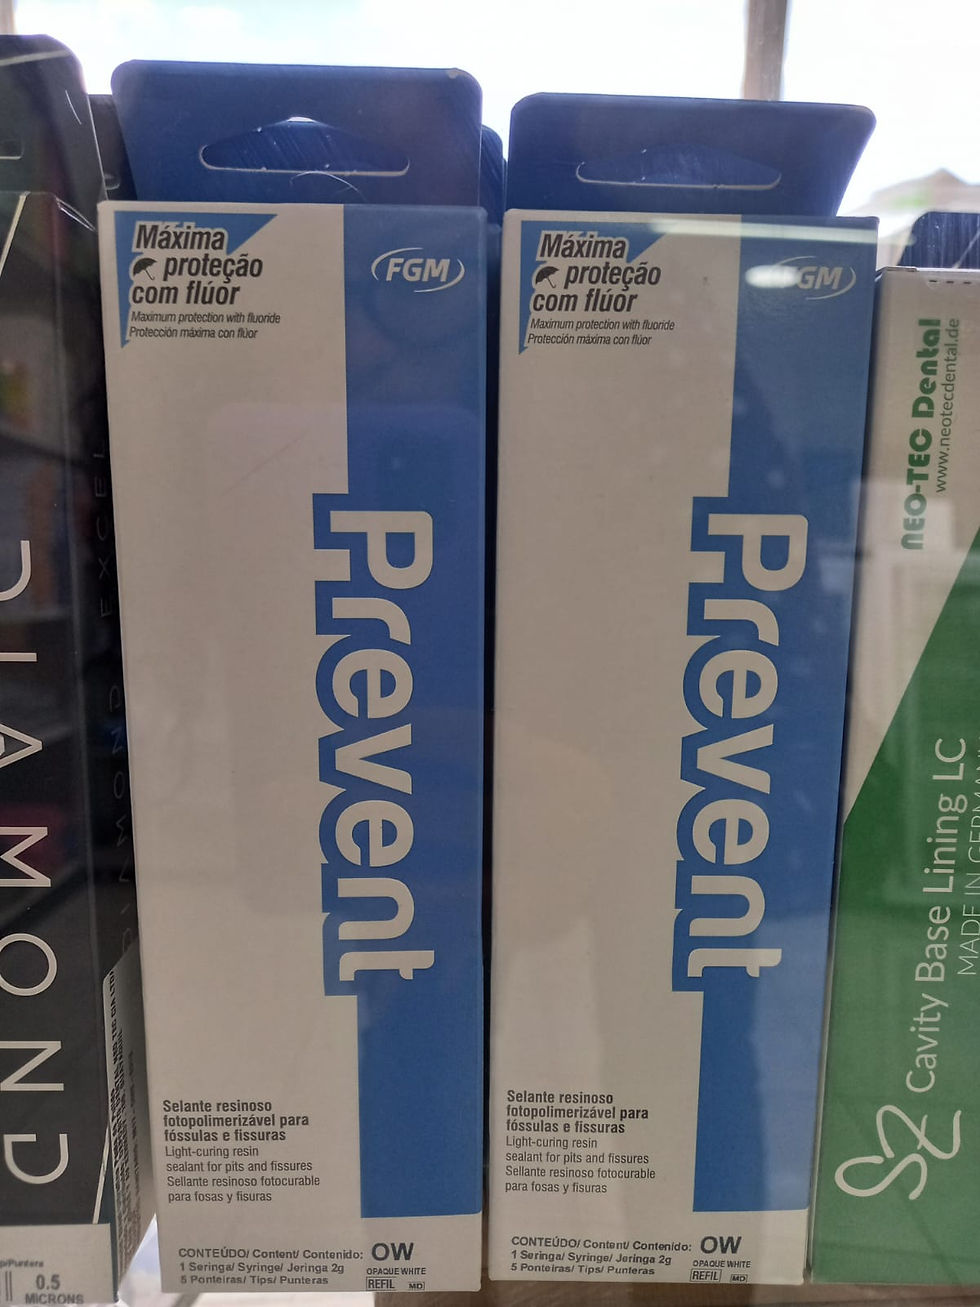 Máxima
proteção
com flúor
Maximum protection with fluoride
Protección máxima con flúor
FGM
Prevent
Selante resinoso
fotopolimerizável para
fóssulas e fissuras
Light-curing resin
sealant for pits and fissures
Sellante resinoso fotocurable
para fosas y fisuras
CONTEÚDO/ Content/ Contenido: OW
1 Seringa/ Syringe/ Jeringa 2g
OPAQUE WHITE
5 Ponteiras/ Tips/ Punteras
REFIL MD
Máxima
proteção
com flúor
Maximum protection with fluoride
Protección máxima con flúor
FGM
Prevent
Selante resinoso
fotopolimerizável para
fóssulas e fissuras
Light-curing resin
sealant for pits and fissures
Sellante resinoso fotocurable
para fosas y fisuras
CONTEÚDO/ Content/ Contenido: OW
1 Seringa/ Syringe/ Jeringa 2g
OPAQUE WHITE
5 Ponteiras/ Tips/ Punteras
REFIL MD
0.5
MICRONS
NEO-TEC Dental
www.neotecdental.de
Cavity Base Lining LC
MADE IN